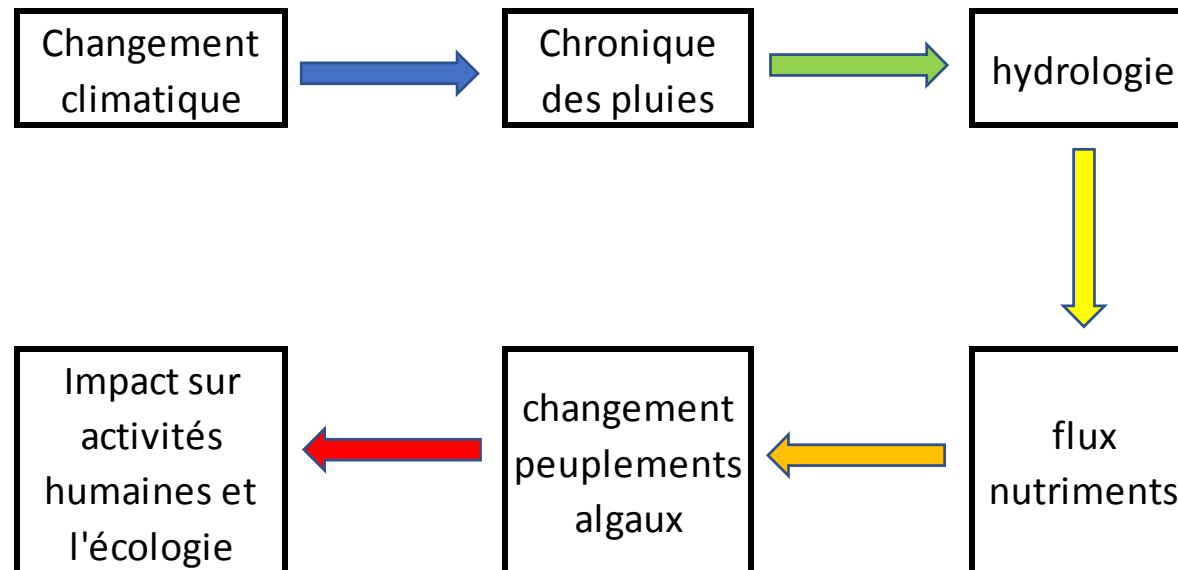 Changement
climatique
Chronique
des pluies
hydrologie
Impact sur
activités
humaines et
l'écologie
changement
peuplements
algaux
flux
nutriments